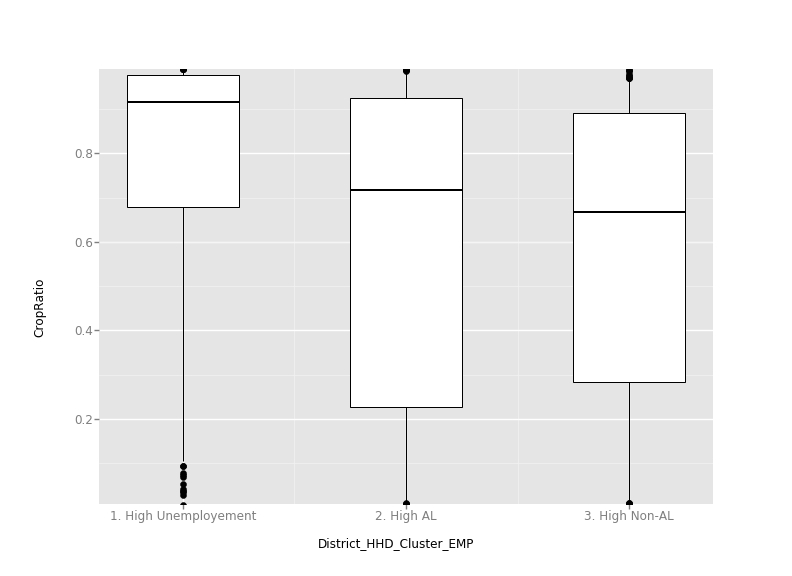 0.8
0.6
0.4
0.2
CropRatio
1. High Unemployement
2. High AL
3. High Non-AL
District_HHD_Cluster_EMP